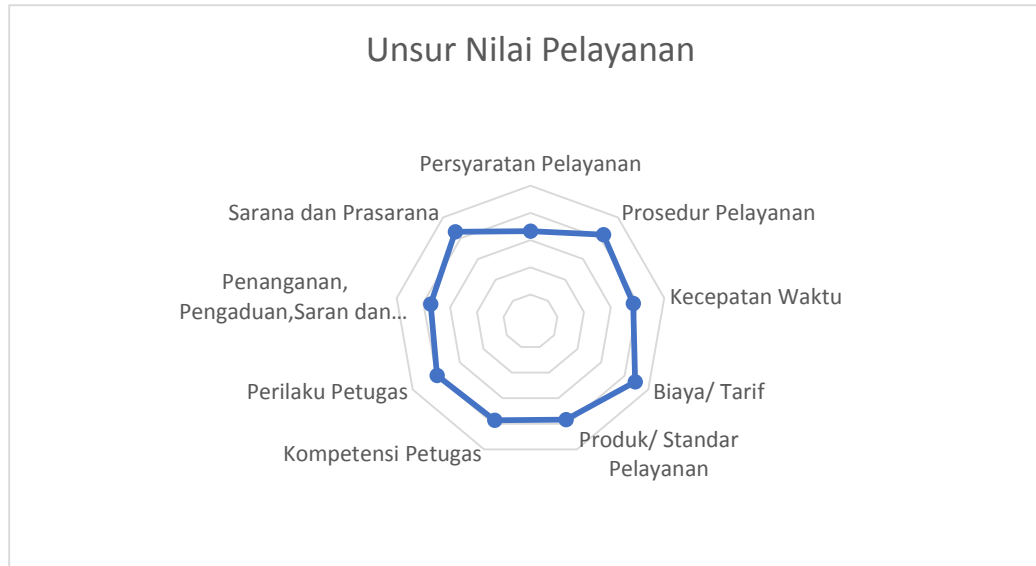 Unsur Nilai Pelayanan
Persyaratan Pelayanan
Prosedur Pelayanan
Kecepatan Waktu
Biaya/ Tarif
Produk/ Standar
Pelayanan
Kompetensi Petugas
Perilaku Petugas
Penanganan,
Pengaduan,Saran dan...
Sarana dan Prasarana